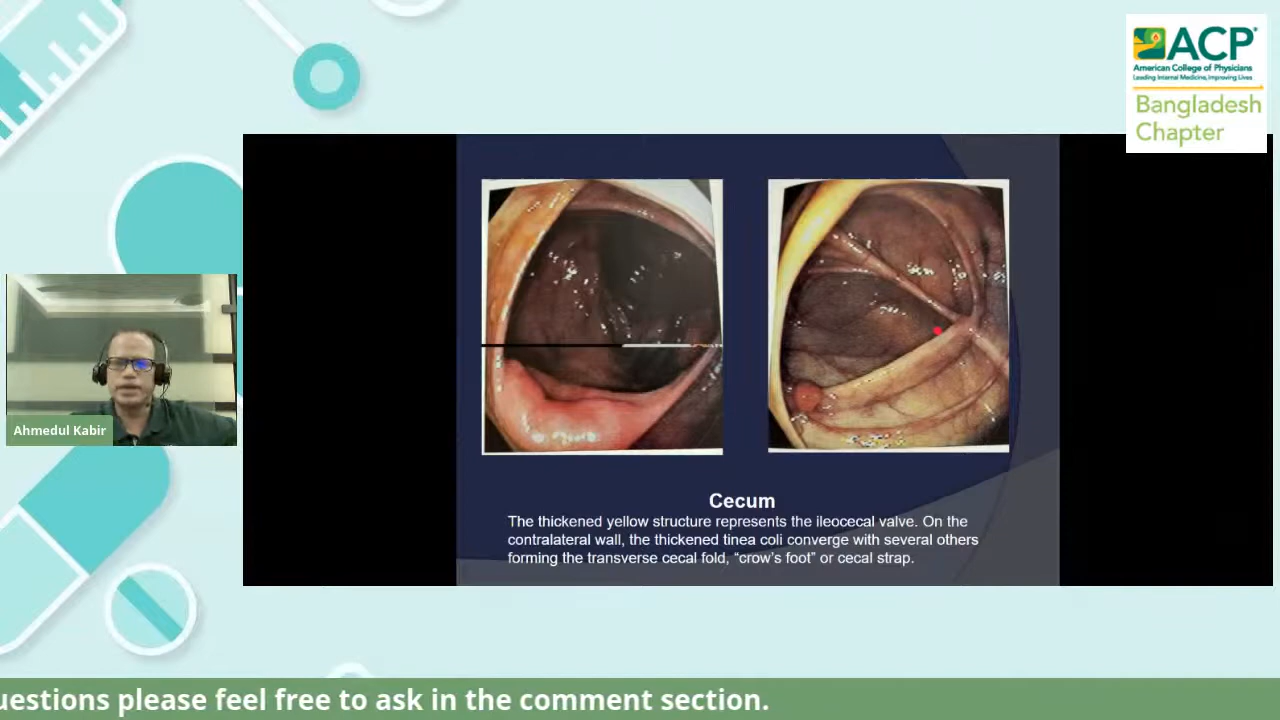 ACP
American College of Physicians
Leading Internal Medicine, Improving Lives
Bangladesh
Chapter
Ahmedul Kabir
Cecum
The thickened yellow structure represents the ileocecal valve. On the
contralateral wall, the thickened tinea coli converge with several others
forming the transverse cecal fold, “crow’s foot” or cecal strap.
uestions please feel free to ask in the comment section.